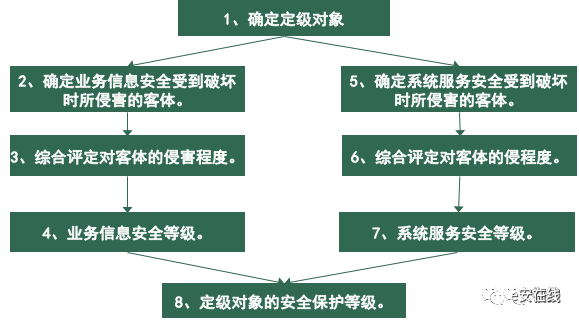 1、确定定级对象
2、确定业务信息安全受到破坏
时所侵害的客体。
5、确定系统服务安全受到破坏
时所侵害的客体。
3、综合评定对客体的侵害程度。
6、综合评定对客体的侵程度。
4、业务信息安全等级。
7、系统服务安全等级。
8、定级对象的安全保护等级。
e安在线